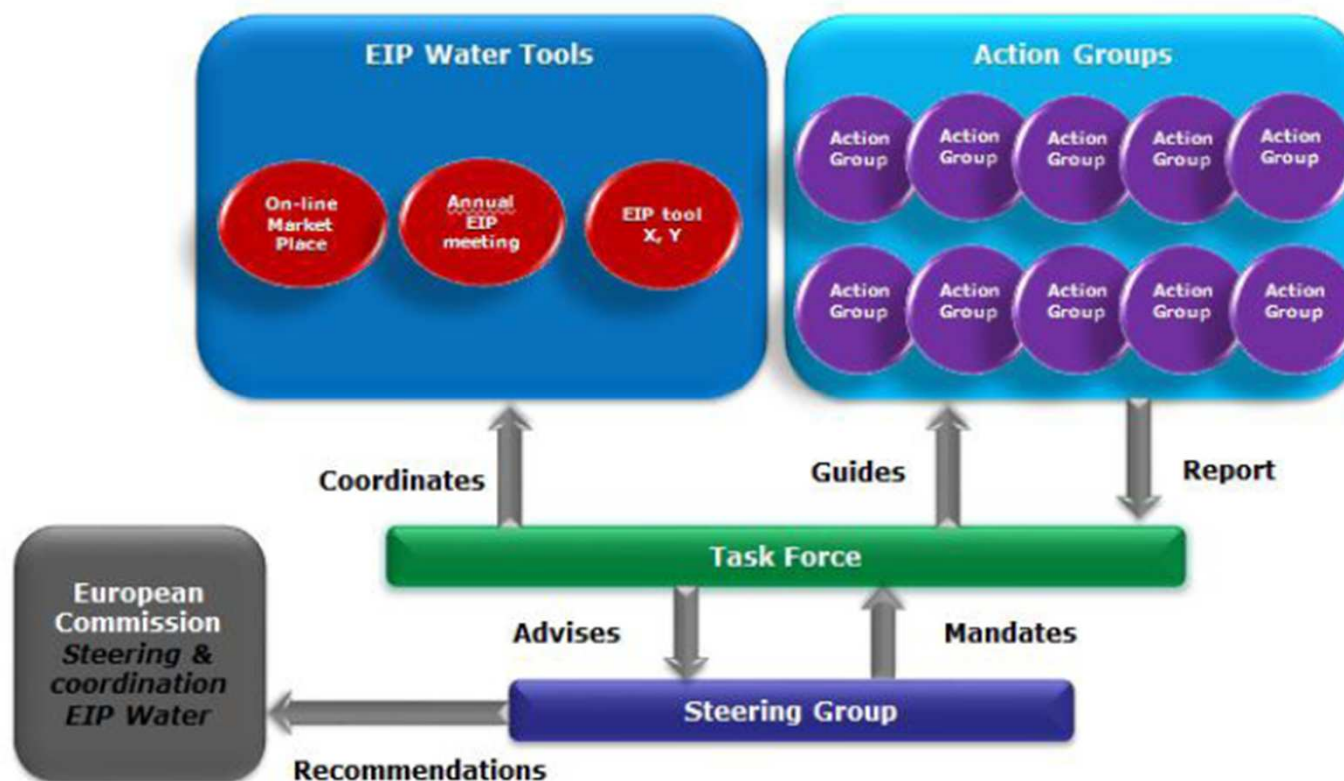 EIP Water Tools
On-line
Market
Place
Annual
EIP
meeting
EIP tool
X, Y
Action Groups
Action
Group
Action
Group
Action
Group
Action
Group
Action
Group
Action
Group
Action
Group
Action
Group
Action
Group
Action
Group
Coordinates
Guides
Report
Task Force
European
Commission
Steering &
coordination
EIP Water
Advises
Mandates
Steering Group
Recommendations